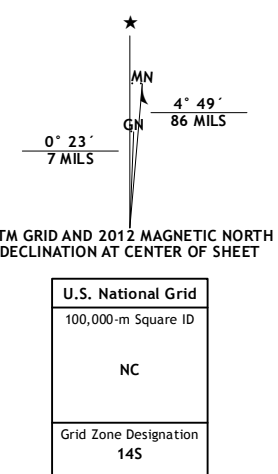 ★
MN
GN
4° 49´
86 MILS
0° 23´
7 MILS
TM GRID AND 2012 MAGNETIC NORTH
DECLINATION AT CENTER OF SHEET
U.S. National Grid
100,000-m Square ID
NC
Grid Zone Designation
14S